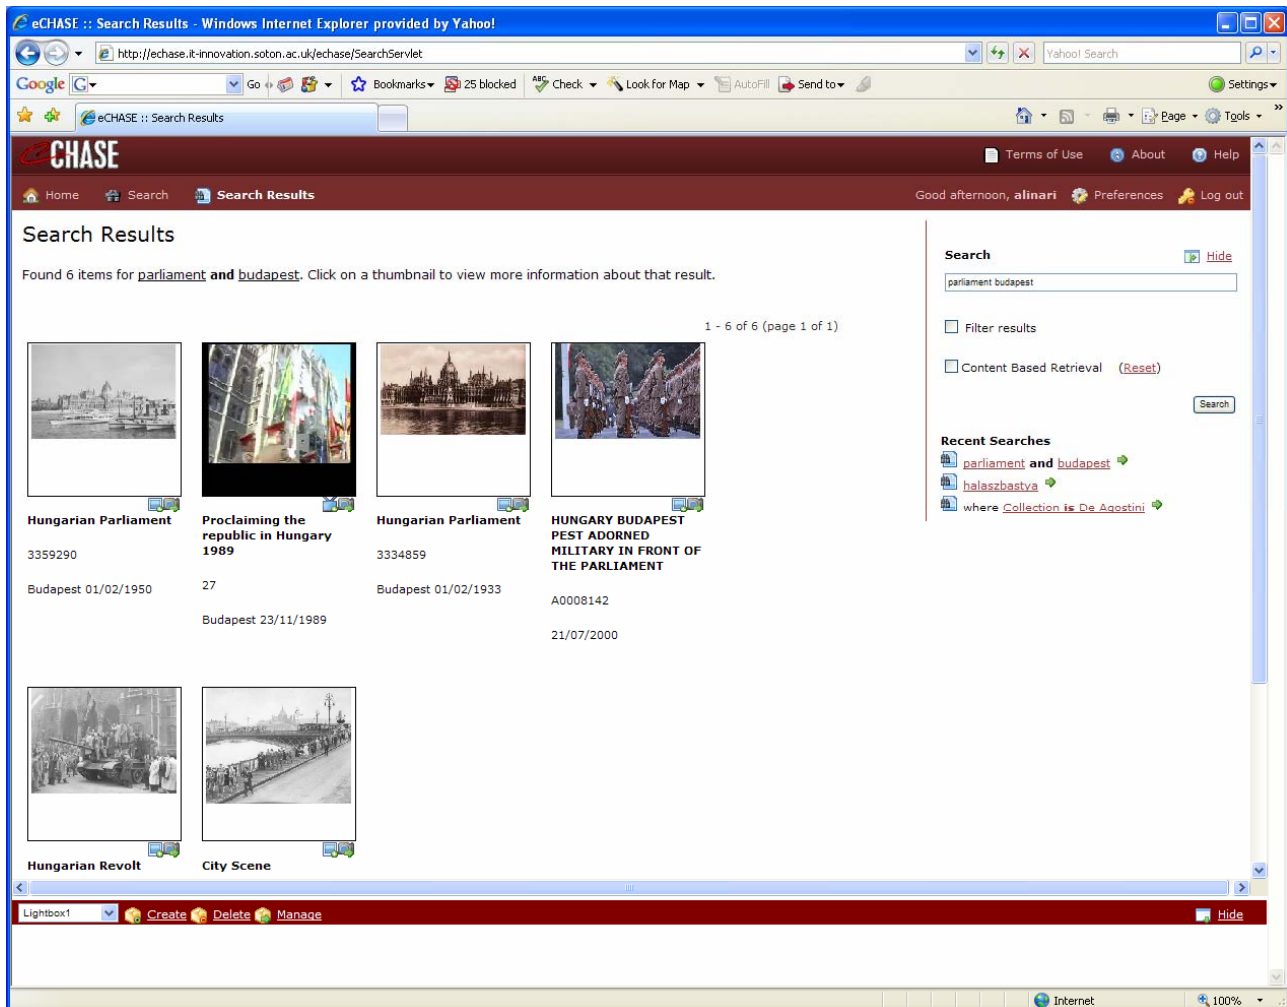 eCHASE :: Search Results - Windows Internet Explorer provided by Yahoo!
http://echase.it-innovation.soton.ac.uk/echase/SearchServlet
Yahoo! Search
Google
G
Go
Bookmarks
25 blocked
ABC Check
Look for Map
AutoFill
Send to
Settings
eCHASE :: Search Results
Page
Tools
eCHASE
Terms of Use
About
Help
Home
Search
Search Results
Good afternoon, alinari
Preferences
Log out
Search Results
Found 6 items for parliament and budapest. Click on a thumbnail to view more information about that result.
1 - 6 of 6 (page 1 of 1)
Hungarian Parliament
3359290
Budapest 01/02/1950
Proclaiming the
republic in Hungary
1989
27
Budapest 23/11/1989
Hungarian Parliament
3334859
Budapest 01/02/1933
HUNGARY BUDAPEST
PEST ADORNED
MILITARY IN FRONT OF
THE PARLIAMENT
A0008142
21/07/2000
Hungarian Revolt
City Scene
Search
Hide
parliament budapest
Filter results
Content Based Retrieval (Reset)
Search
Recent Searches
parliament and budapest
halaszbastya
where Collection is De Agostini
Lightbox1
Create
Delete
Manage
Hide
Internet
100%